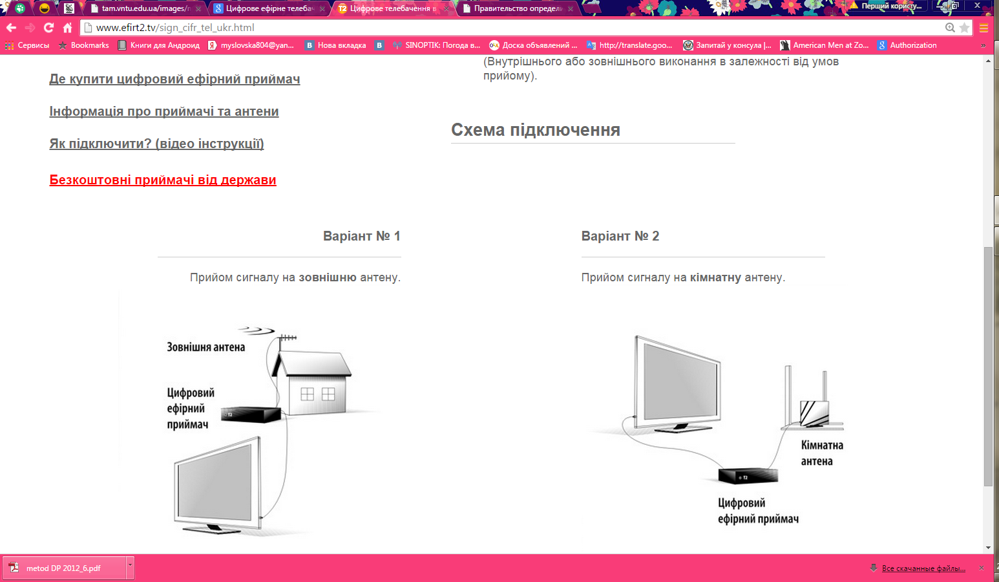 tam.vntu.edu.ua/images/
Цифрове ефірне телебач
Цифрове телебачення в
Правительство определи
Перший користу...
www.efirt2.tv/sign_cifr_tel_ukr.html
Сервисы
Bookmarks
Книги для Андроид
myslovska804@yan...
Нова вкладка
SINOPTIK: Погода в...
Доска объявлений ...
http://translate.goo...
Запитай у консула |...
American Men at Zo...
Authorization
»
(Внутрішнього або зовнішнього виконання в залежності від умов
прийому).
Де купити цифровий ефірний приймач
Інформація про приймачі та антени
Як підключити? (відео інструкції)
Безкоштовні приймачі від держави
Схема підключення
Варіант № 1
Прийом сигналу на зовнішню антену.
Зовнішня антена
Цифровий
ефірний
приймач
T2
Варіант № 2
Прийом сигналу на кімнатну антену.
Кімнатна
антена
T2
Цифровий
ефірний приймач
metod DP 2012_6.pdf
Все скачанные файлы...